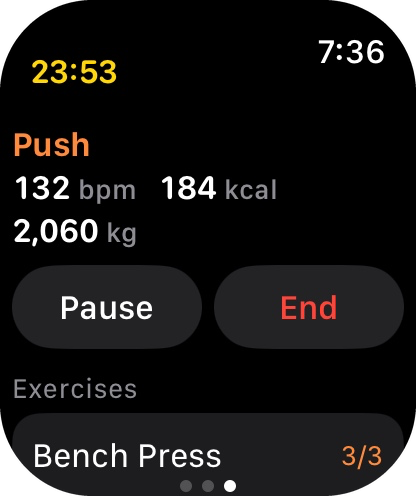 7:36
23:53
Push
132 bpm 184 kcal
2,060 kg
Pause End
Exercises
Bench Press 3/3